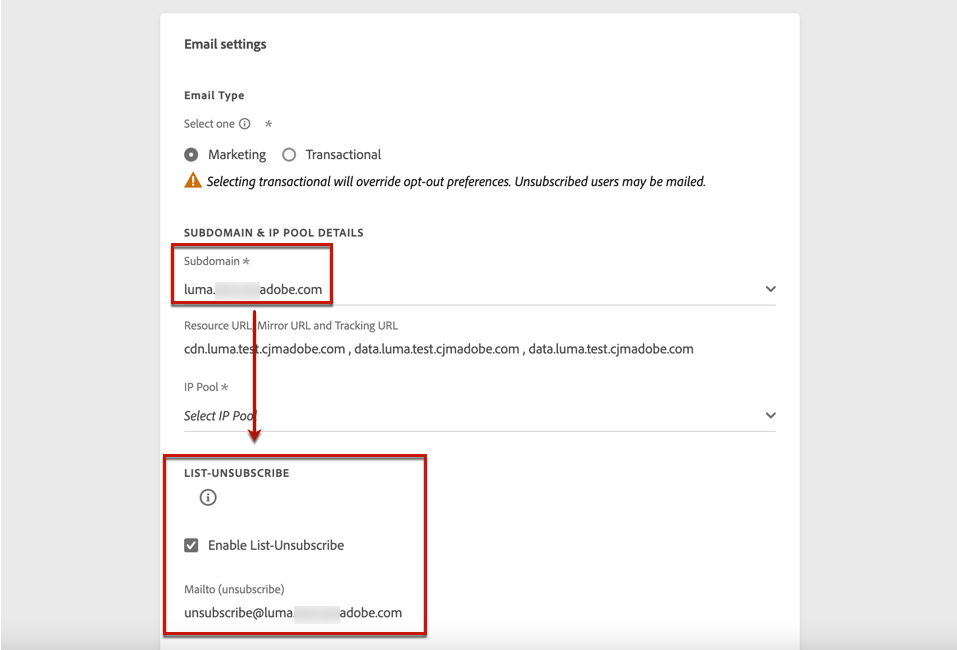 Email settings
Email Type
Select one *
Marketing Transactional
Selecting transactional will override opt-out preferences. Unsubscribed users may be mailed.
SUBDOMAIN & IP POOL DETAILS
Subdomain *
luma. adobe.com
Resource URL, Mirror URL and Tracking URL
cdn.luma.test.cjmadobe.com , data.luma.test.cjmadobe.com , data.luma.test.cjmadobe.com
IP Pool *
Select IP Pool
LIST-UNSUBSCRIBE
Enable List-Unsubscribe
Mailto (unsubscribe)
unsubscribe@luma. adobe.com